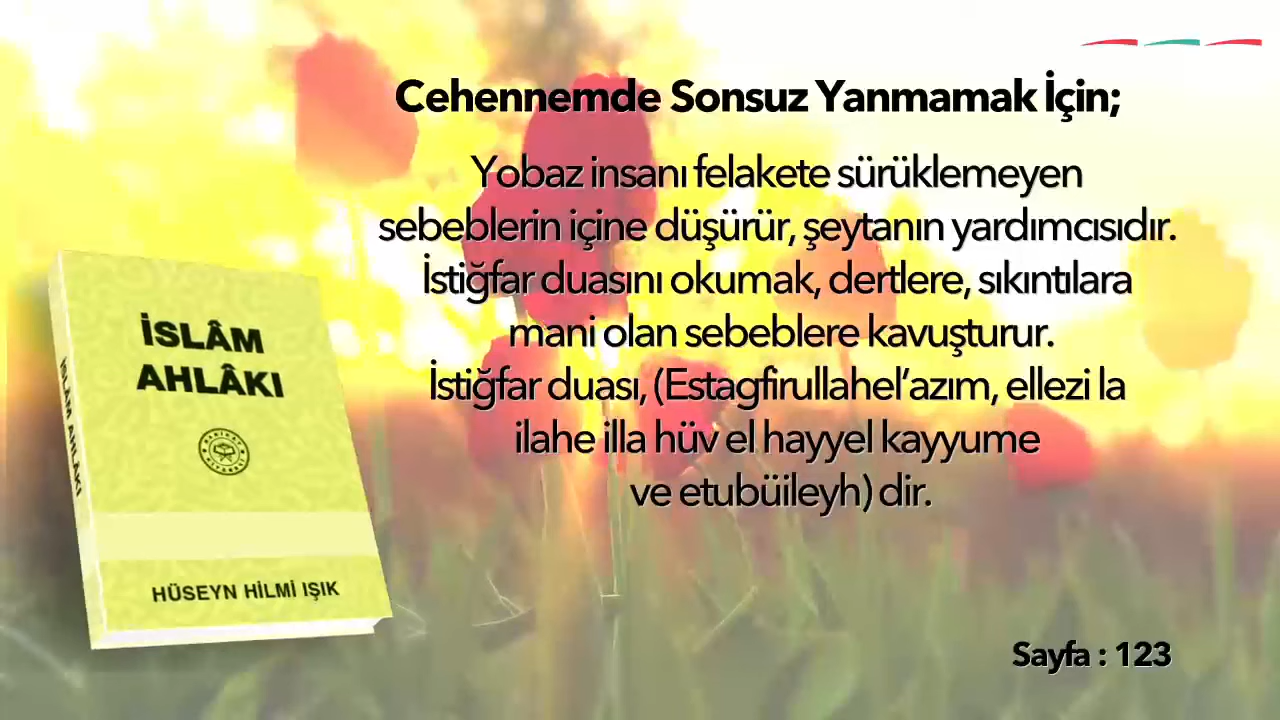 Cehennemde Sonsuz Yanmamak İçin;
Yobaz insanı felakete sürüklemeyen
sebeblerin içine düşürür, şeytanın yardımcısıdır.
İstiğfar duasını okumak, dertlere, sıkıntılara
mani olan sebeblere kavuşturur.
İstiğfar duası, (Estagfirullahel’azım, ellezi la
ilahe illa hüv el hayyel kayyume
ve etubüileyh) dir.
İSLÂM
AHLÂKI
HÜSEYN HİLMİ IŞIK
İSLÂM AHLÂKI
Sayfa : 123